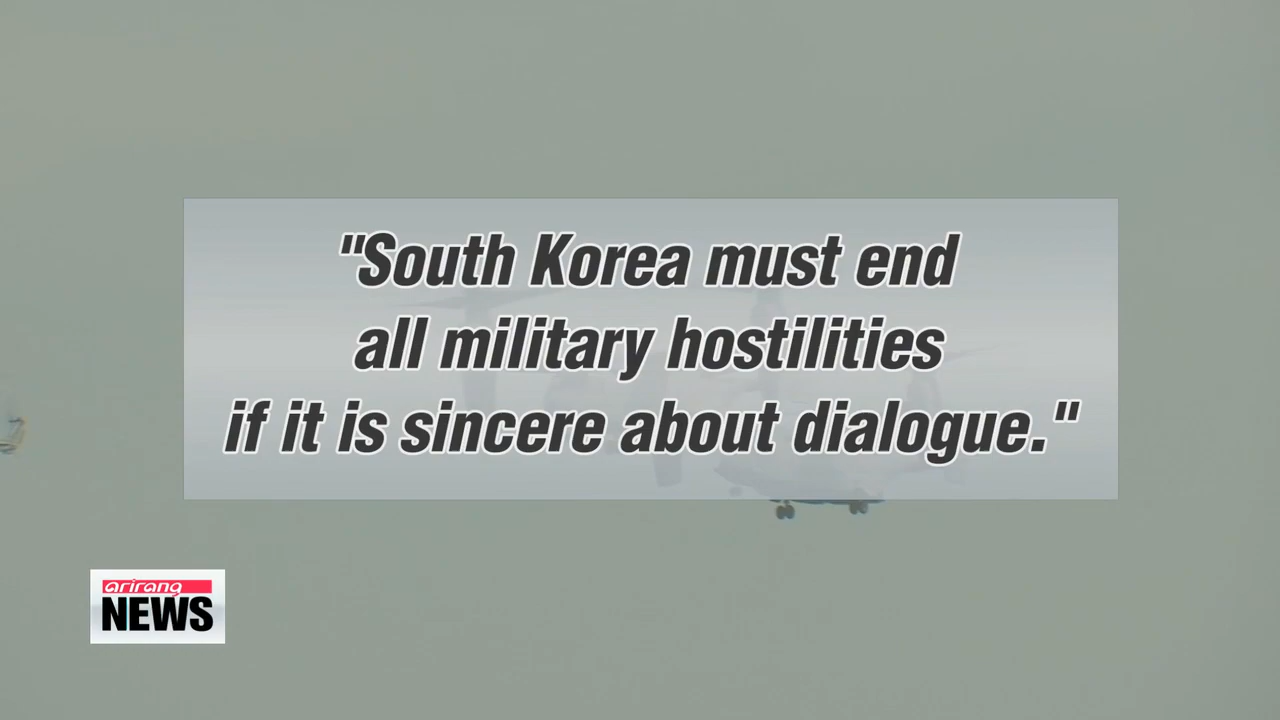 "South Korea must end
all military hostilities
if it is sincere about dialogue."
arirang
NEWS